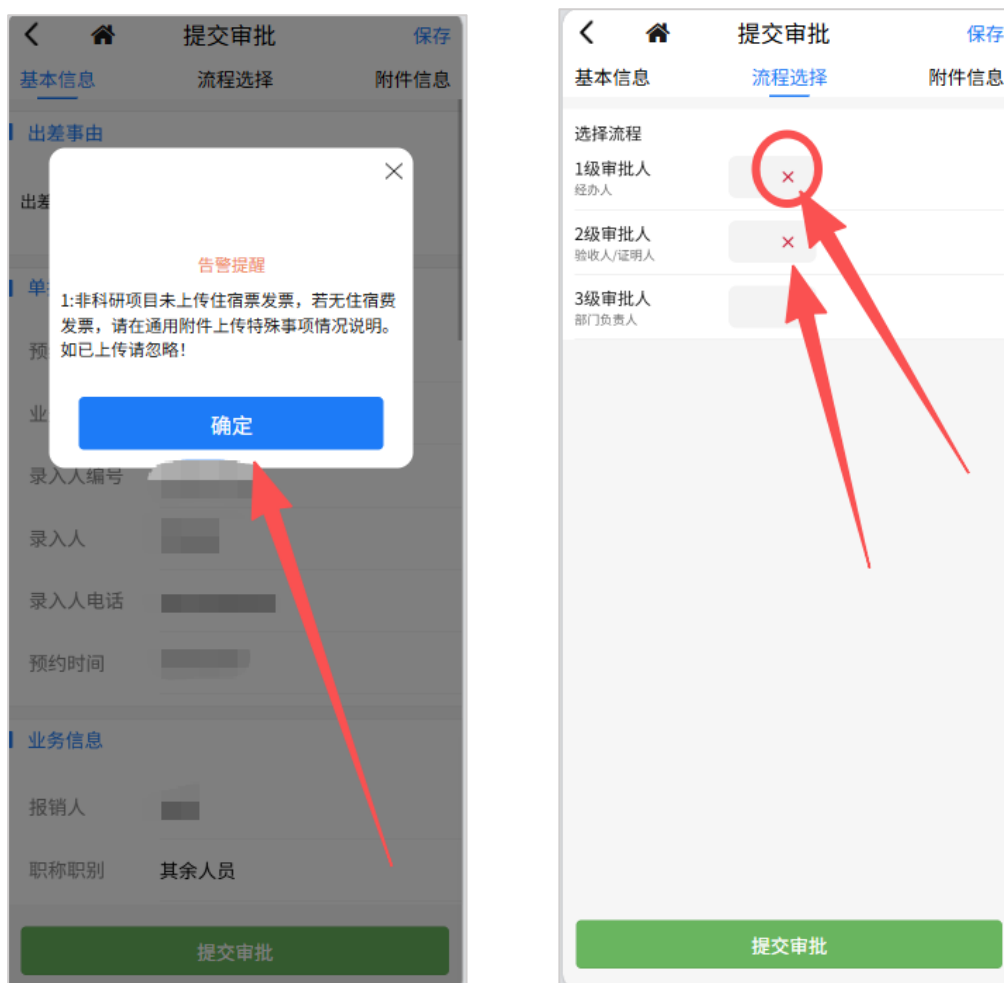 提交审批
保存
基本信息
流程选择
附件信息
出差事由
出差
告警提醒
1:非科研项目未上传住宿票发票，若无住宿费
发票，请在通用附件上传特殊事项情况说明。
如已上传请忽略！
确定
单
预
业
录入人编号
录入人
录入人电话
预约时间
业务信息
报销人
职称职别
其余人员
提交审批
提交审批
保存
基本信息
流程选择
附件信息
选择流程
1级审批人
经办人
2级审批人
验收人/证明人
3级审批人
部门负责人
提交审批